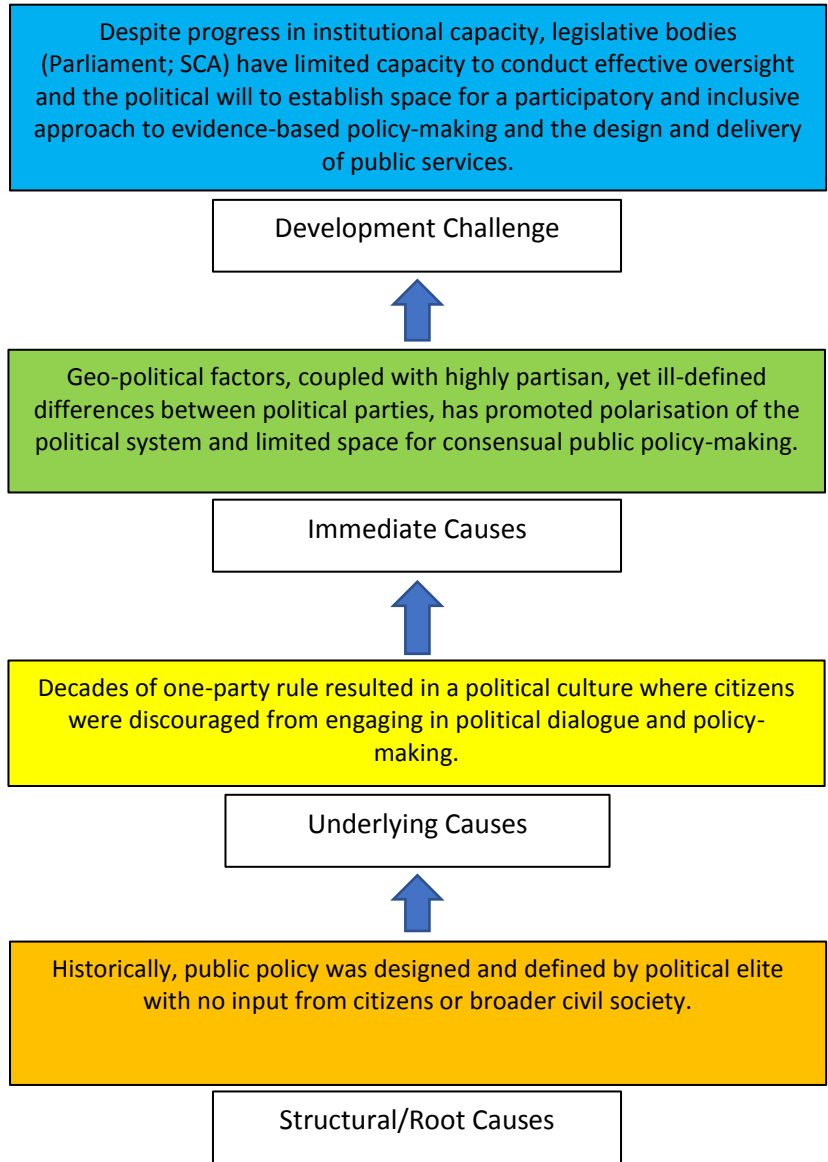 Despite progress in institutional capacity, legislative bodies
(Parliament; SCA) have limited capacity to conduct effective oversight
and the political will to establish space for a participatory and inclusive
approach to evidence-based policy-making and the design and delivery
of public services.
Development Challenge
Geo-political factors, coupled with highly partisan, yet ill-defined
differences between political parties, has promoted polarisation of the
political system and limited space for consensual public policy-making.
Immediate Causes
Decades of one-party rule resulted in a political culture where citizens
were discouraged from engaging in political dialogue and policy-
making.
Underlying Causes
Historically, public policy was designed and defined by political elite
with no input from citizens or broader civil society.
Structural/Root Causes